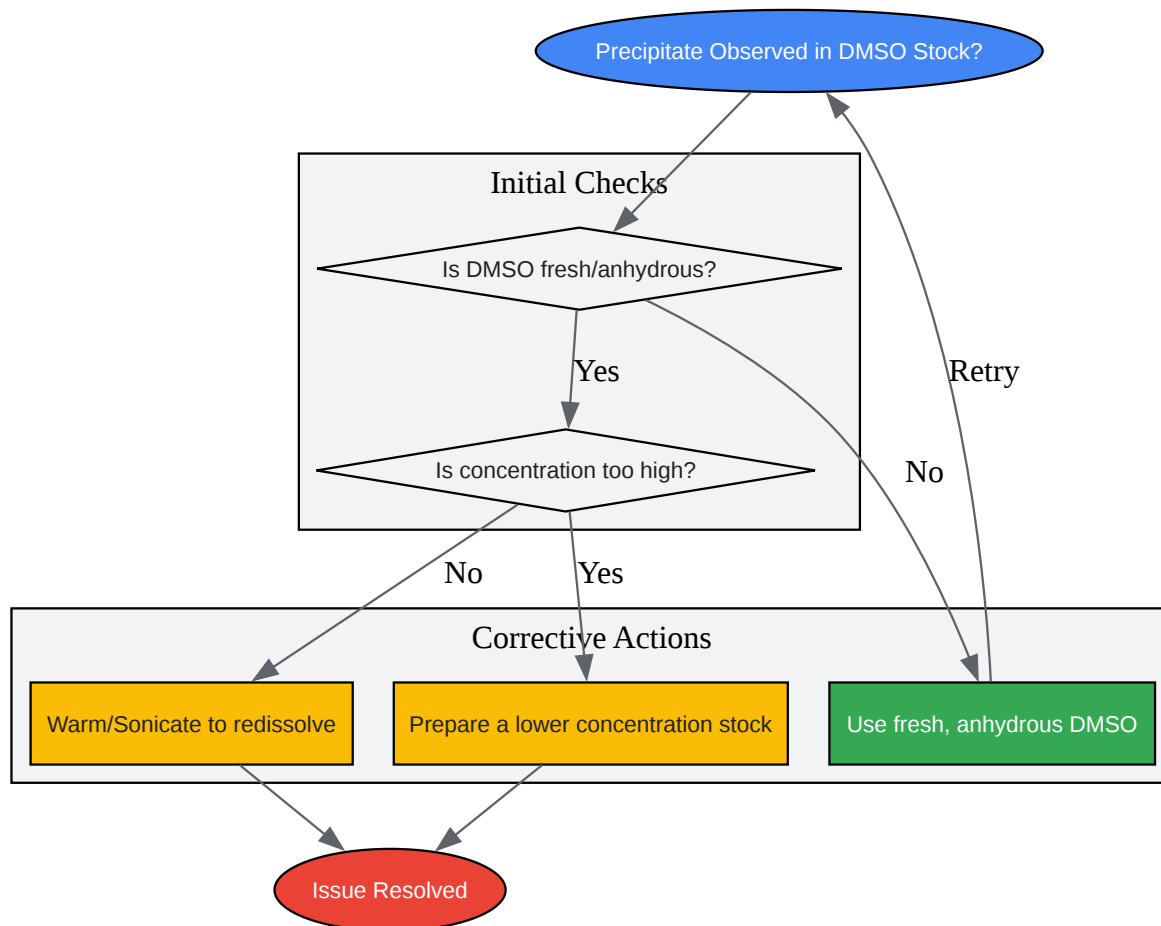 Precipitate Observed in DMSO Stock?
Initial Checks
Is DMSO fresh/anhydrous?
Yes
Retry
Is concentration too high?
No
No
Yes
Corrective Actions
Warm/Sonicate to redissolve
Prepare a lower concentration stock
Use fresh, anhydrous DMSO
Issue Resolved